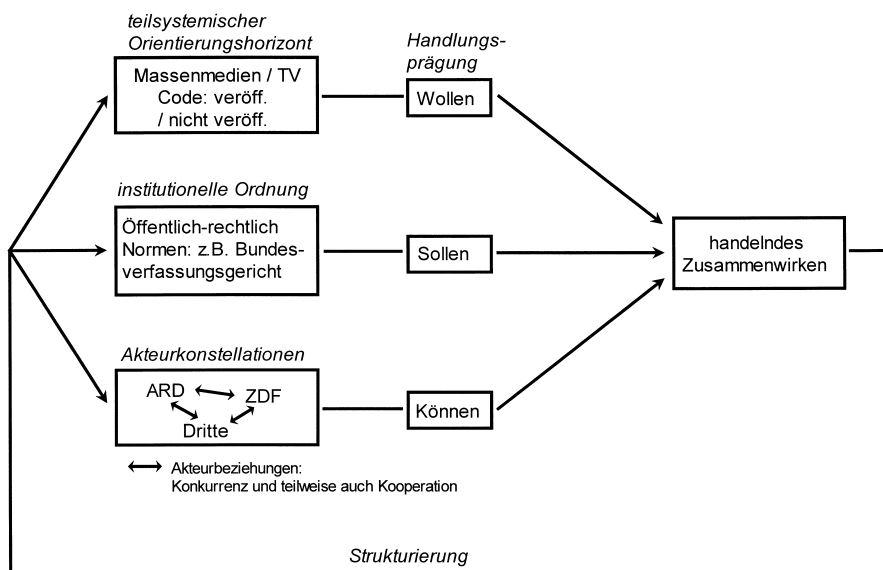 teilsystemischer
Orientierungshorizont
Handlungs-
prägung
Massenmedien / TV
Code: veröff.
/ nicht veröff.
Wollen
institutionelle Ordnung
Öffentlich-rechtlich
Normen: z.B. Bundes-
verfassungsgericht
Sollen
handelndes
Zusammenwirken
Akteurkonstellationen
ARD
ZDF
Dritte
Können
Akteurbeziehungen:
Konkurrenz und teilweise auch Kooperation
Strukturierung